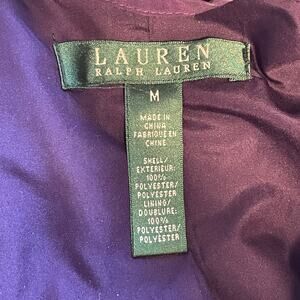 LAUREN
RALPH LAUREN
M
MADE IN
CHINA
FABRIQUE EN
CHINE
SHELL/
EXTERIEUR:
100%
POLYESTER/
POLYESTER
LINING/
DOUBLURE:
100%
POLYESTER/
POLYESTER